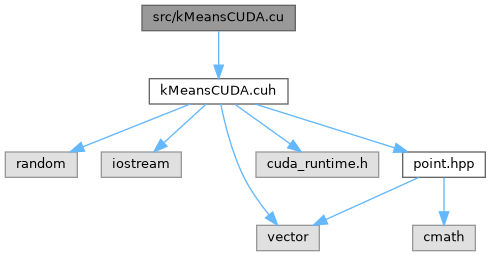 src/kMeansCUDA.cu
kMeansCUDA.cuh
random
iostream
cuda_runtime.h
point.hpp
vector
cmath